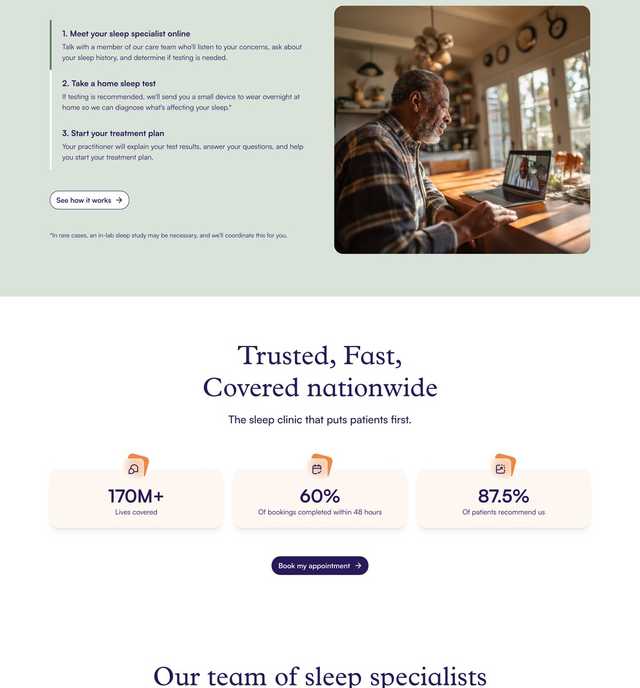 1. Meet your sleep specialist online
Talk with a member of our care team who'll listen to your concerns, ask about
your sleep history, and determine if testing is needed.
2. Take a home sleep test
If testing is recommended, we'll send you a small device to wear overnight at
home so we can diagnose what's affecting your sleep.*
3. Start your treatment plan
Your practitioner will explain your test results, answer your questions, and help
you start your treatment plan.
See how it works
*In rare cases, an in-lab sleep study may be necessary, and we'll coordinate this for you.
Trusted, Fast,
Covered nationwide
The sleep clinic that puts patients first.
170M+
Lives covered
60%
Of bookings completed within 48 hours
87.5%
Of patients recommend us
Book my appointment
Our team of sleep specialists